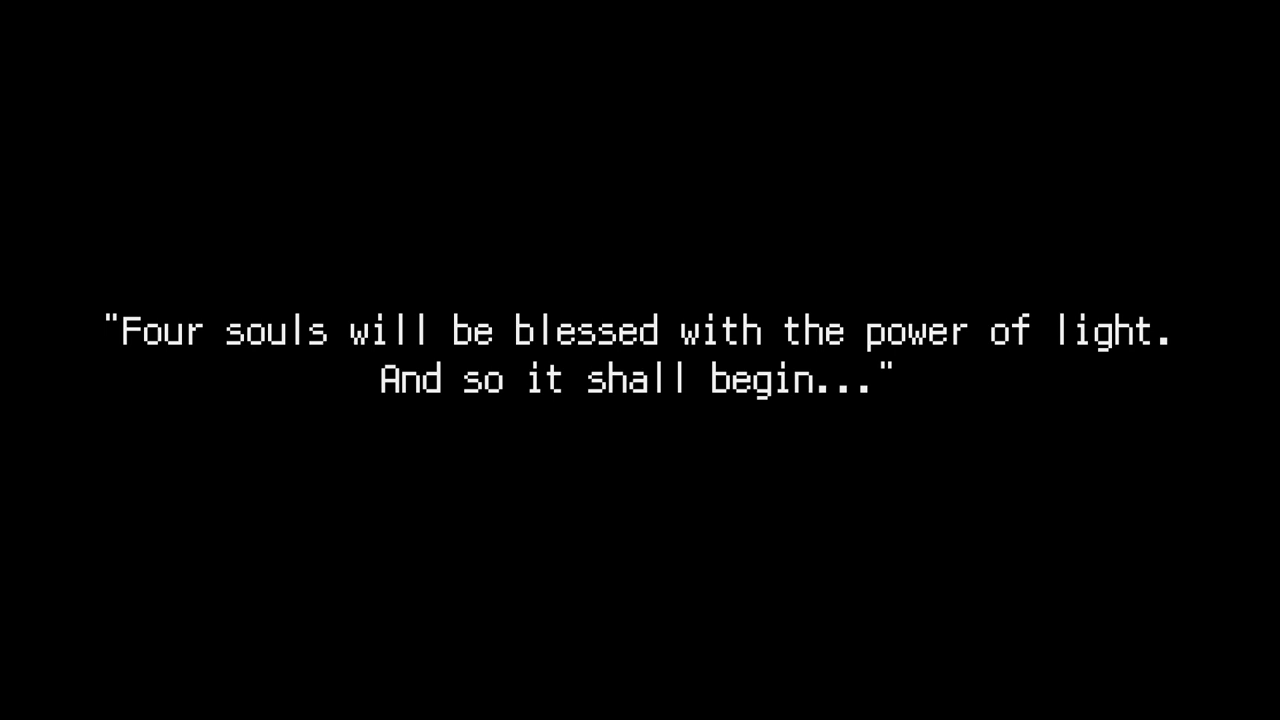 "Four souls will be blessed with the power of light.
And so it shall begin..."